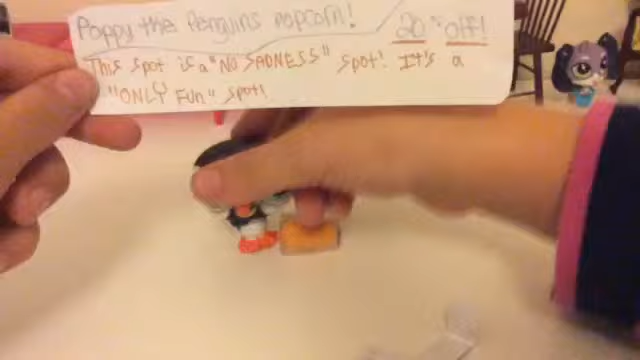 Poppy the Penguins popcorn! 20% off!
This spot is a "NO SADNESS" spot! It's a
"ONLY FUN" spot!